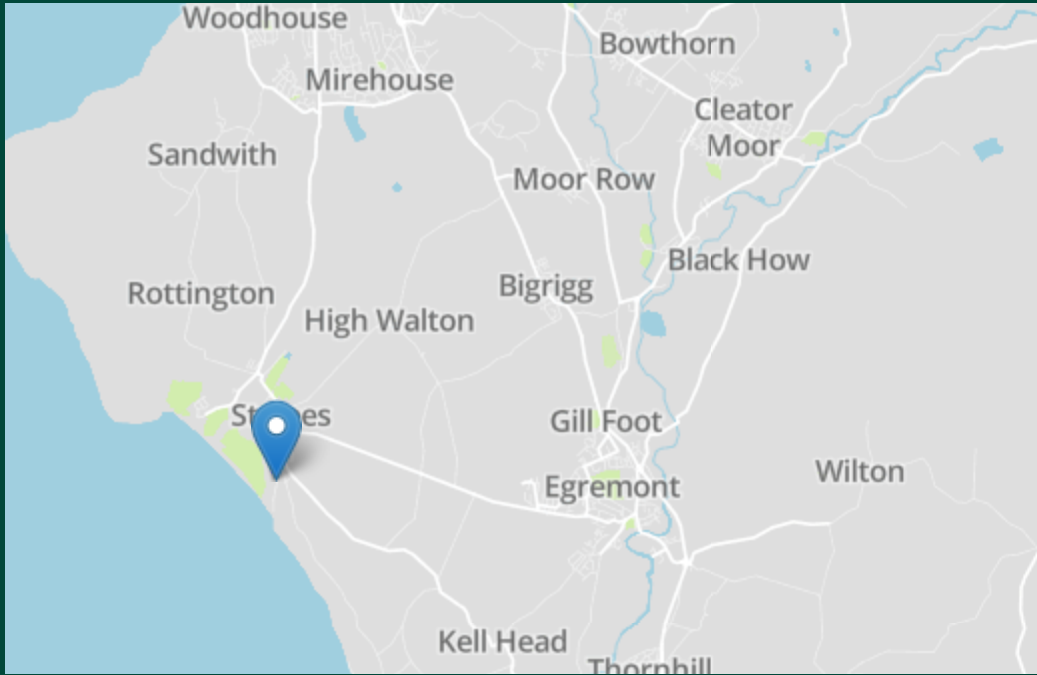 Woodhouse
Bowthorn
Mirehouse
Cleator
Moor
Sandwith
Moor Row
Black How
Bigrigg
Rottington
High Walton
Gill Foot
Wilton
Egremont
Kell Head
Thornhill